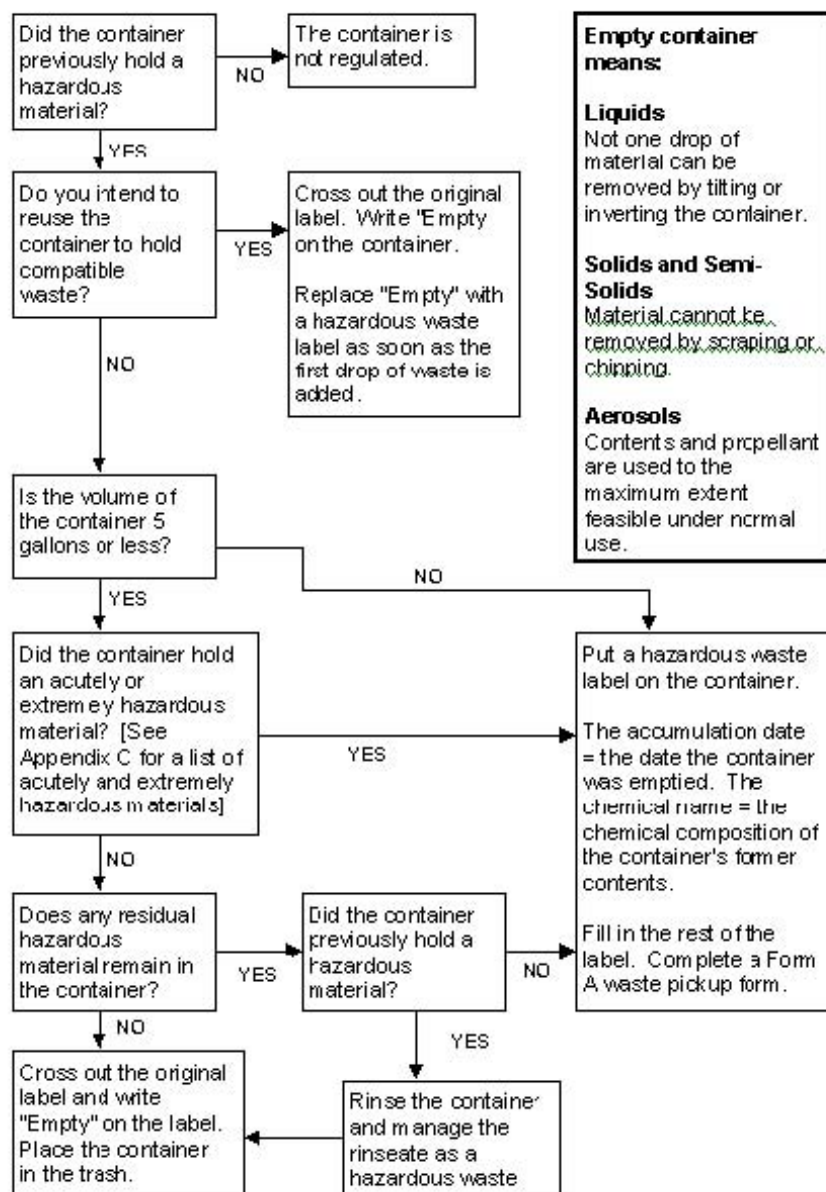 Did the container
previously hold a
hazardous
material?
NO
The container is
not regulated.
YES
Do you intend to
reuse the
container to hold
compatible
waste?
YES
Cross out the original
label. Write "Empty
on the container.
Replace "Empty" with
a hazardous waste
label as soon as the
first drop of waste is
added.
NO
Empty container
means:
Liquids
Not one drop of
material can be
removed by tilting or
inverting the container.
Solids and Semi-
Solids
Material cannot be
removed by scraping or
chipping.
Aerosols
Contents and propellant
are used to the
maximum extent
feasible under normal
use.
Is the volume of
the container 5
gallons or less?
NO
YES
Did the container hold
an acutely or
extremey hazardous
material? [See
Appendix C for a list of
acutely and extremely
hazardous materials]
YES
Put a hazardous waste
label on the container.
The accumulation date
= the date the container
was emptied. The
chemical name = the
chemical composition of
the container's former
contents.
Fill in the rest of the
label. Complete a Form
A waste pickup form.
NO
Does any residual
hazardous
material remain in
the container?
YES
Did the container
previously hold a
hazardous
material?
NO
NO
YES
Cross out the original
label and write
"Empty" on the label.
Place the container
in the trash.
Rinse the container
and manage the
rinseate as a
hazardous waste